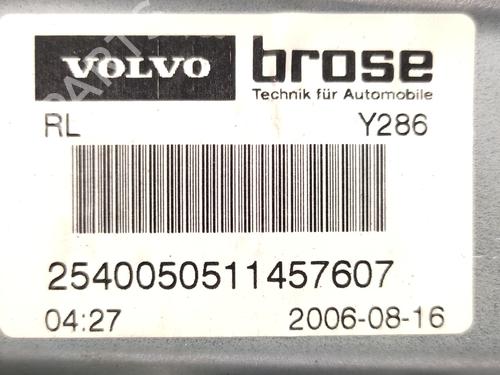 VOLVO brose
Technik für Automobile
RL Y286
2540050511457607
04:27 2006-08-16